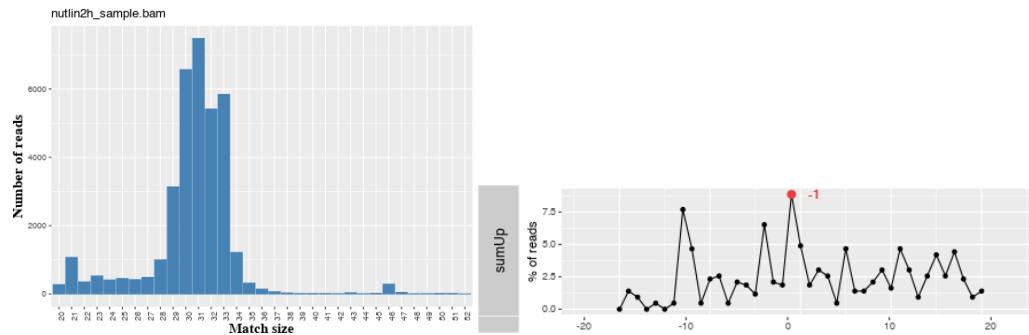 nutlin2h_sample.bam
Number of reads
6000
4000
2000
0
20 21 22 23 24 25 26 27 28 29 30 31 32 33 34 35 36 37 38 39 40 41 42 43 44 45 46 47 48 49 50 51 52
Match size
sumUp
% of reads
7.5
5.0
2.5
0.0
-1
-20 -10 0 10 20